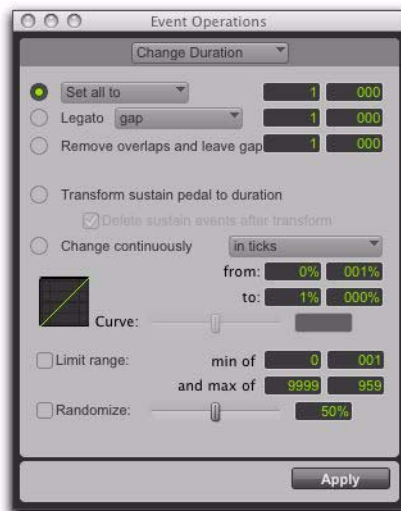 Event Operations
Change Duration
Set all to 1 000
Legato gap 1 000
Remove overlaps and leave gap 1 000
Transform sustain pedal to duration
Delete sustain events after transform
Change continuously in ticks
from: 0% 001%
to: 1% 000%
Curve:
Limit range: min of 0 001
and max of 9999 959
Randomize: 50%
Apply